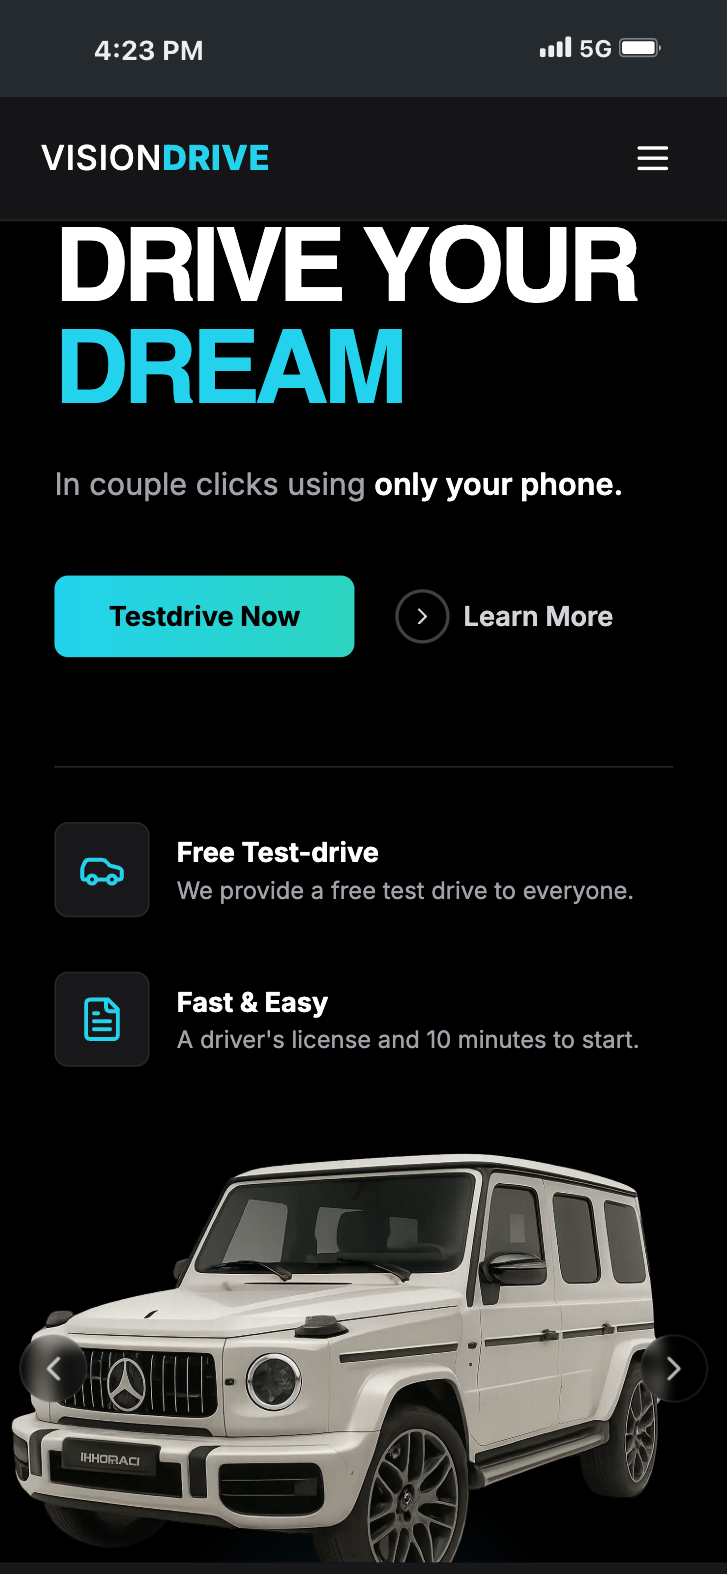 4:23 PM 5G
VISIONDRIVE
DRIVE YOUR
DREAM
In couple clicks using only your phone.
Testdrive Now
Learn More
Free Test-drive
We provide a free test drive to everyone.
Fast & Easy
A driver's license and 10 minutes to start.